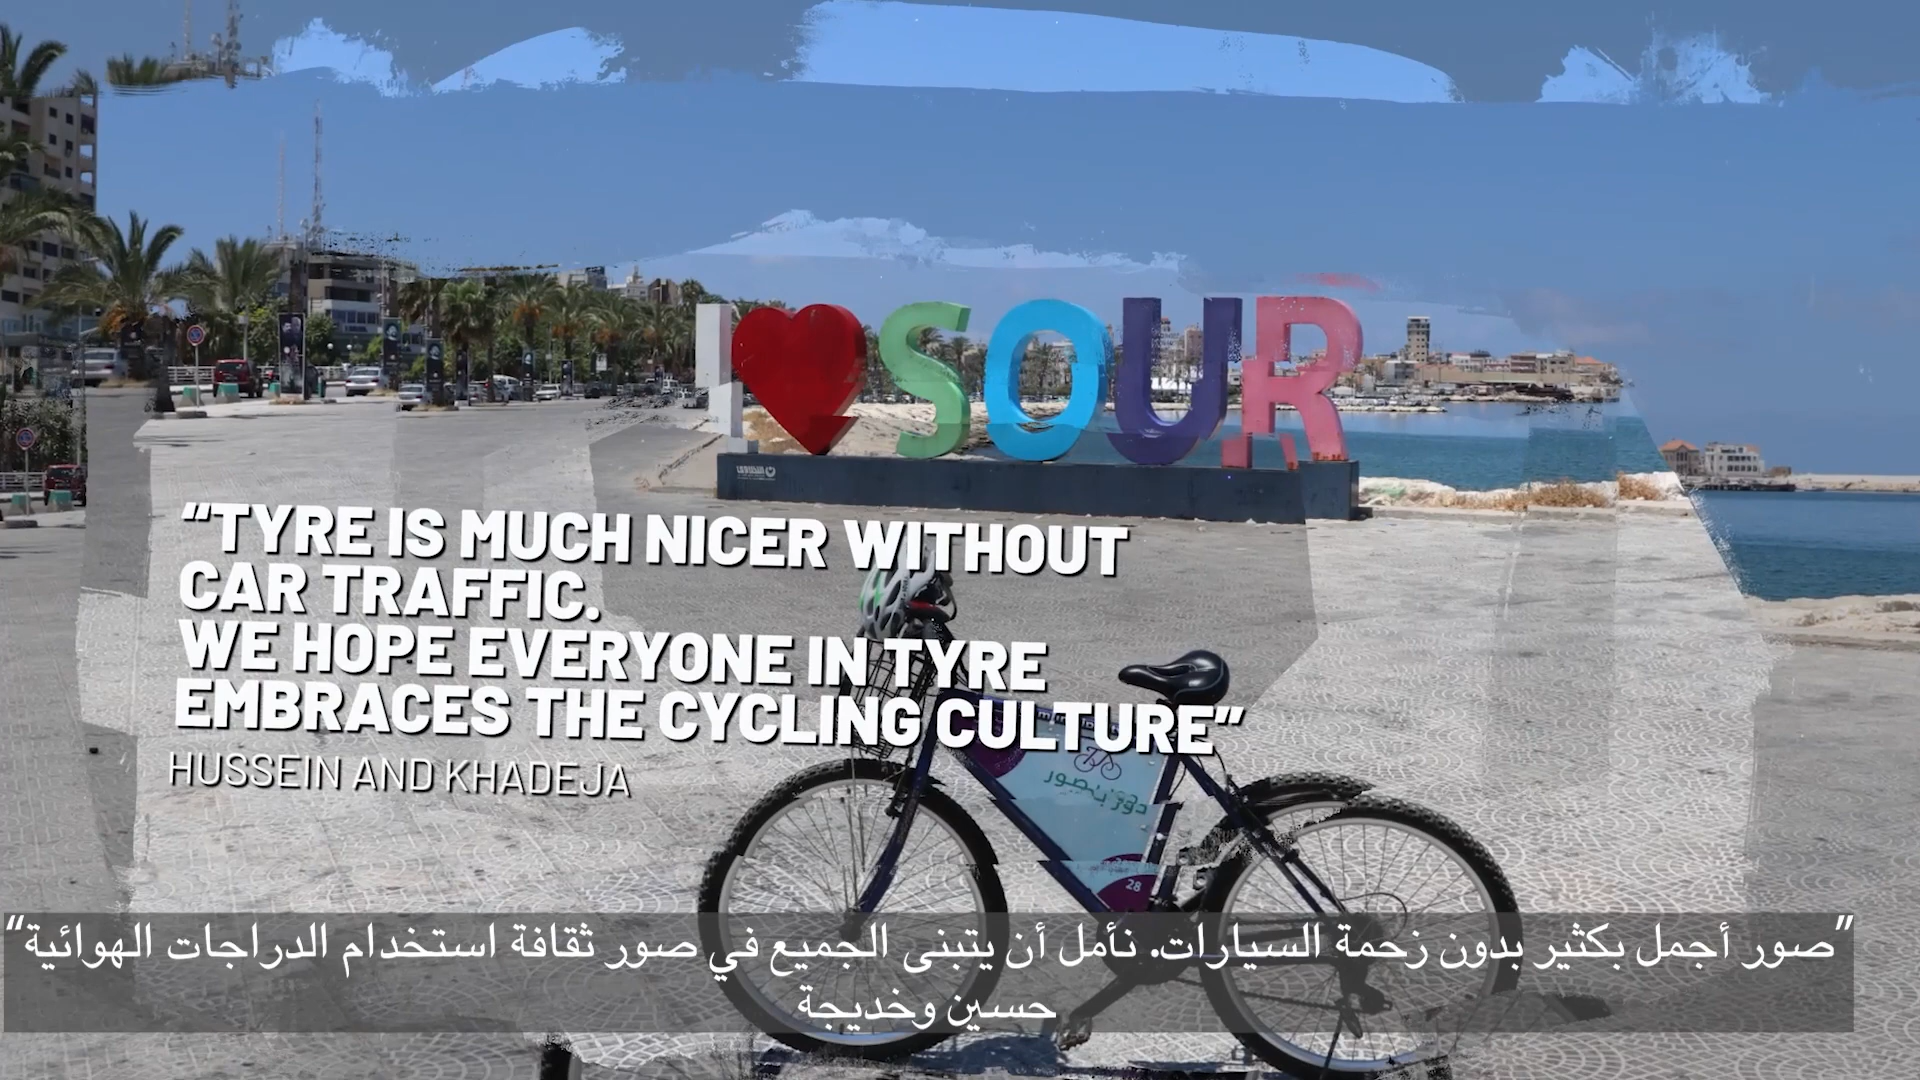 I ❤ SOUR
“TYRE IS MUCH NICER WITHOUT
CAR TRAFFIC.
WE HOPE EVERYONE IN TYRE
EMBRACES THE CYCLING CULTURE”
HUSSEIN AND KHADEJA
دوّر بصور
28
”صور أجمل بكثير بدون زحمة السيارات. نأمل أن يتبنى الجميع في صور ثقافة استخدام الدراجات الهوائية“
حسين وخديجة